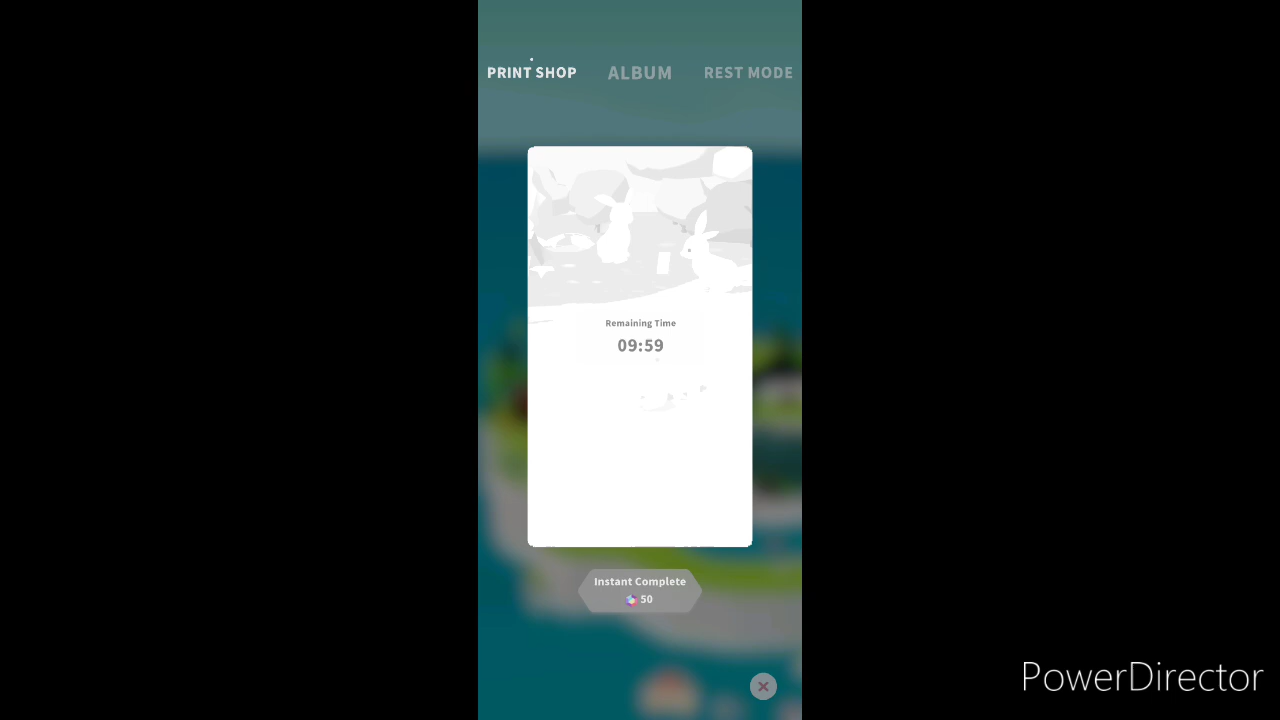 PRINT SHOP
ALBUM
REST MODE
Remaining Time
09:59
Instant Complete
50
PowerDirector